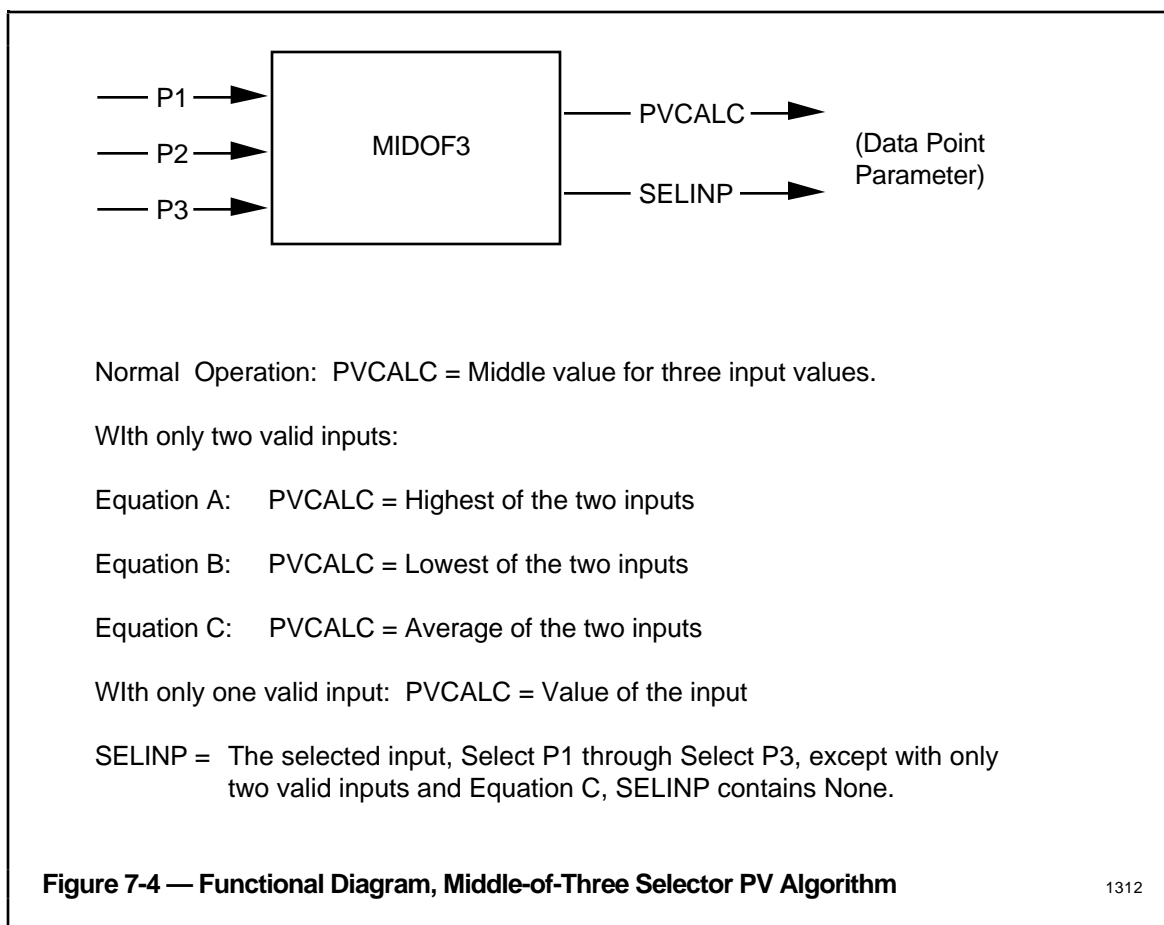 P1
P2
P3
MIDOF3
PVCALC
SELINP
(Data Point
Parameter)
Normal Operation: PVCALC = Middle value for three input values.
WIth only two valid inputs:
Equation A: PVCALC = Highest of the two inputs
Equation B: PVCALC = Lowest of the two inputs
Equation C: PVCALC = Average of the two inputs
WIth only one valid input: PVCALC = Value of the input
SELINP = The selected input, Select P1 through Select P3, except with only
two valid inputs and Equation C, SELINP contains None.
Figure 7-4 — Functional Diagram, Middle-of-Three Selector PV Algorithm 1312